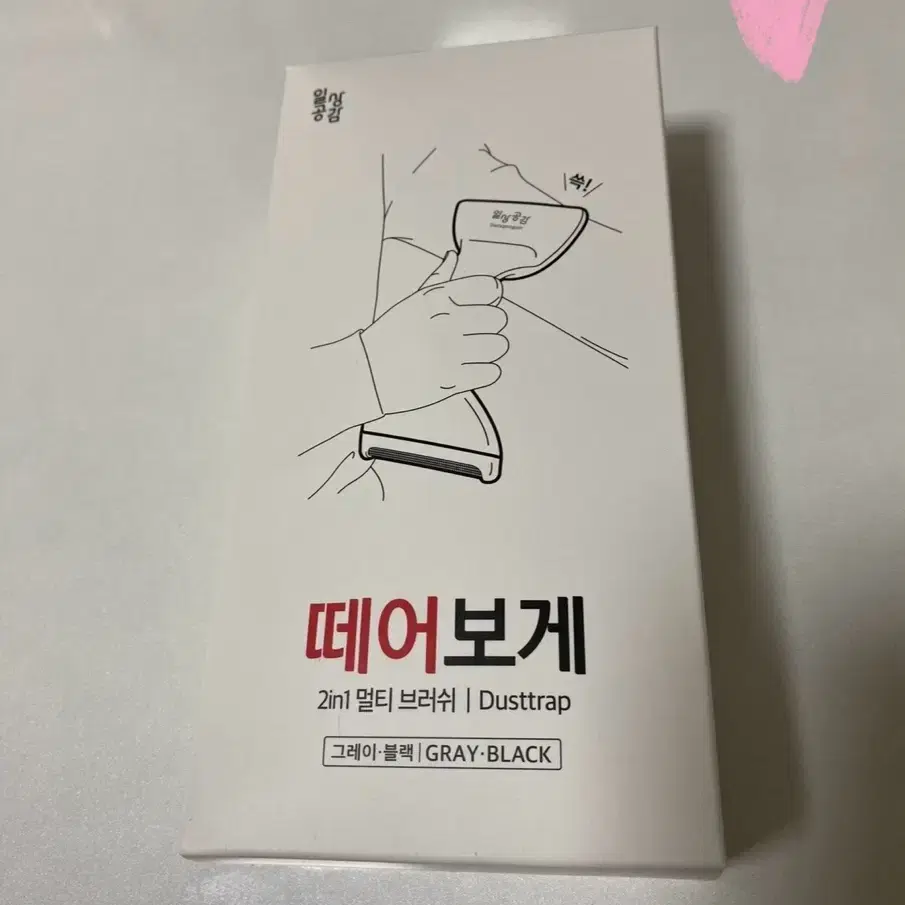 일상
공감
쓱!
일상공감
떼어보게
2in1 멀티 브러쉬 | Dusttrap
그레이·블랙 | GRAY·BLACK